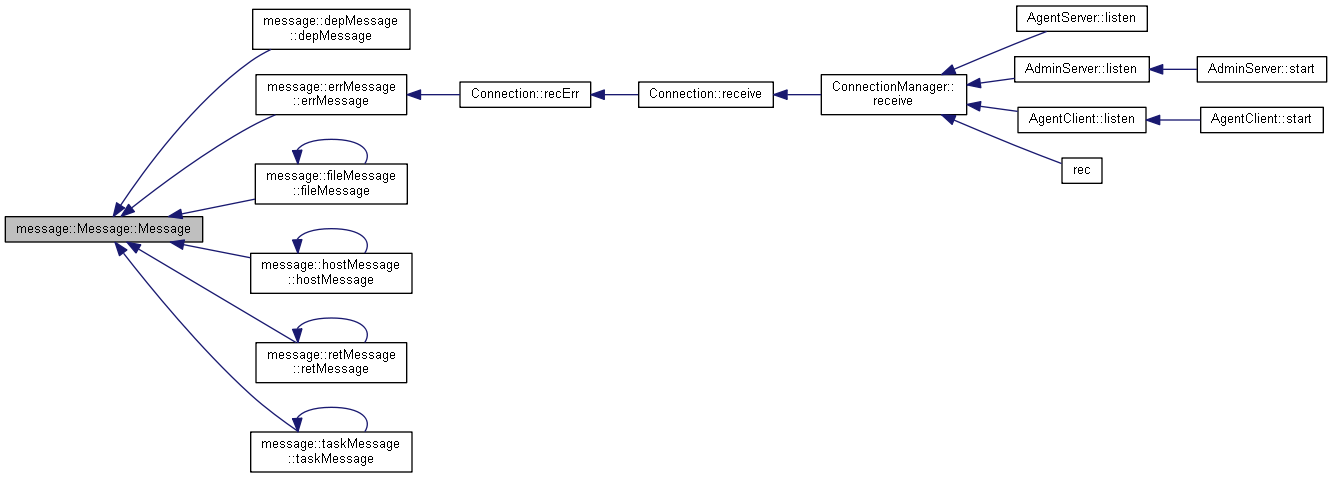 message::depMessage
::depMessage
message::errMessage
::errMessage
message::fileMessage
::fileMessage
message::Message::Message
message::hostMessage
::hostMessage
message::retMessage
::retMessage
message::taskMessage
::taskMessage
Connection::recErr
Connection::receive
ConnectionManager::
receive
AgentServer::listen
AdminServer::listen
AdminServer::start
AgentClient::listen
AgentClient::start
rec